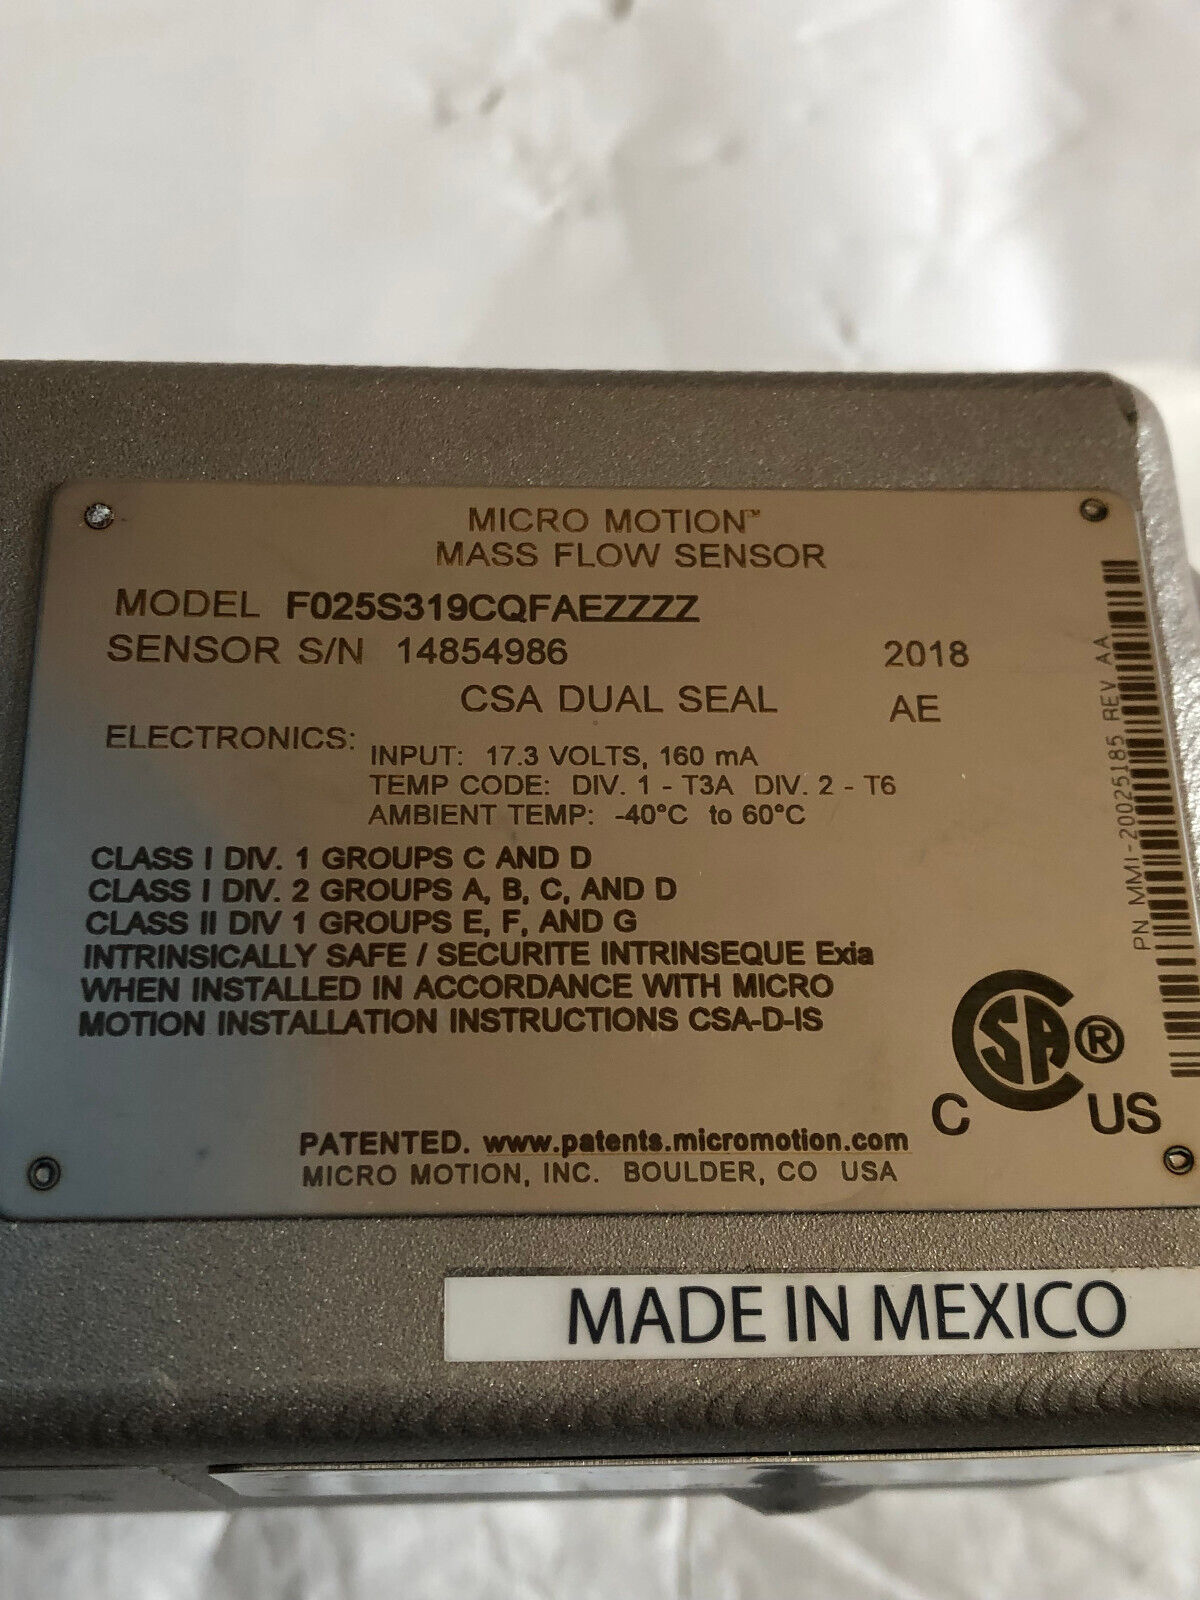 MICRO MOTION™
MASS FLOW SENSOR
MODEL F025S319CQFAEZZZZ
SENSOR S/N 14854986 2018
CSA DUAL SEAL AE
ELECTRONICS: INPUT: 17.3 VOLTS, 160 mA
TEMP CODE: DIV. 1 - T3A DIV. 2 - T6
AMBIENT TEMP: -40°C to 60°C
CLASS I DIV. 1 GROUPS C AND D
CLASS I DIV. 2 GROUPS A, B, C, AND D
CLASS II DIV 1 GROUPS E, F, AND G
INTRINSICALLY SAFE / SECURITE INTRINSEQUE Exia
WHEN INSTALLED IN ACCORDANCE WITH MICRO
MOTION INSTALLATION INSTRUCTIONS CSA-D-IS
PN MMI-20025185 REV AA
CSA ®
C US
PATENTED. www.patents.micromotion.com
MICRO MOTION, INC. BOULDER, CO USA
MADE IN MEXICO